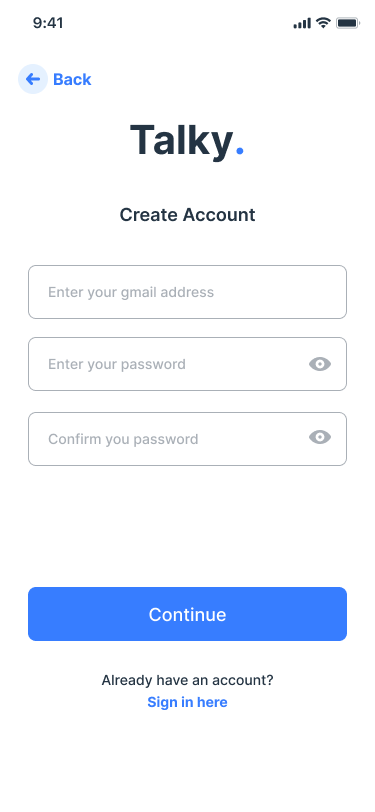 9:41
Back
Talky.
Create Account
Enter your gmail address
Enter your password
Confirm you password
Continue
Already have an account?
Sign in here